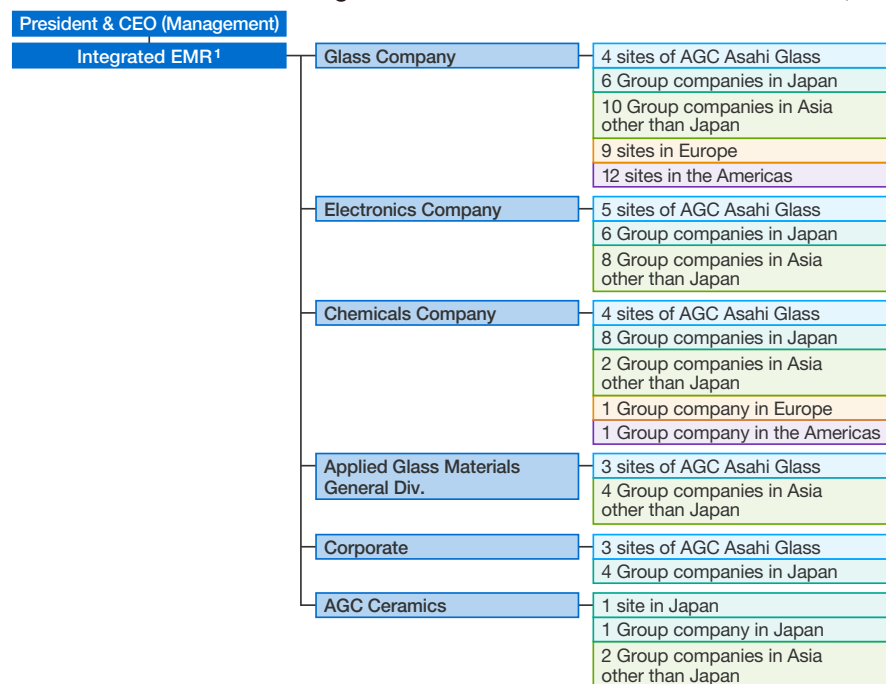 President & CEO (Management)
Integrated EMR1
Glass Company
4 sites of AGC Asahi Glass
6 Group companies in Japan
10 Group companies in Asia
other than Japan
9 sites in Europe
12 sites in the Americas
Electronics Company
5 sites of AGC Asahi Glass
6 Group companies in Japan
8 Group companies in Asia
other than Japan
Chemicals Company
4 sites of AGC Asahi Glass
8 Group companies in Japan
2 Group companies in Asia
other than Japan
1 Group company in Europe
1 Group company in the Americas
Applied Glass Materials
General Div.
3 sites of AGC Asahi Glass
4 Group companies in Asia
other than Japan
Corporate
3 sites of AGC Asahi Glass
4 Group companies in Japan
AGC Ceramics
1 site in Japan
1 Group company in Japan
2 Group companies in Asia
other than Japan